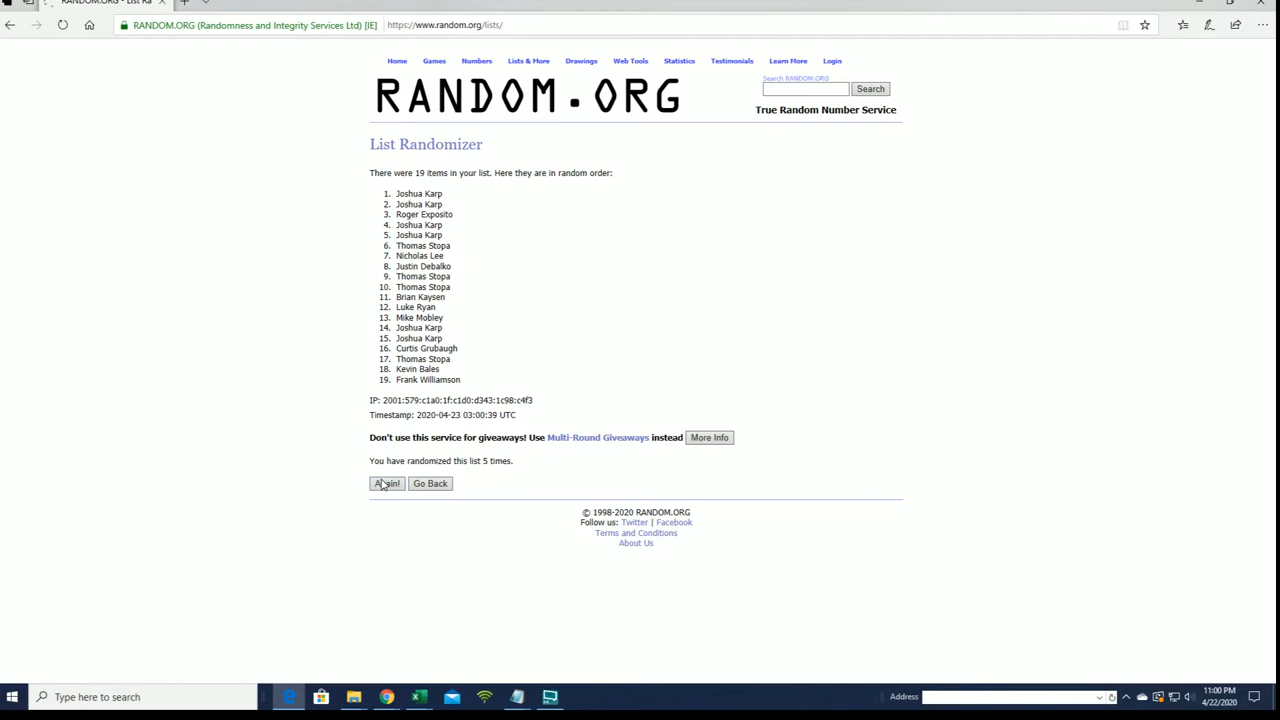 RANDOM.ORG - List Ra
RANDOM.ORG (Randomness and Integrity Services Ltd) [IE]
https://www.random.org/lists/
Home Games Numbers Lists & More Drawings Web Tools Statistics Testimonials Learn More Login
RANDOM.ORG
Search RANDOM.ORG
Search
True Random Number Service
List Randomizer
There were 19 items in your list. Here they are in random order:
1. Joshua Karp
2. Joshua Karp
3. Roger Exposito
4. Joshua Karp
5. Joshua Karp
6. Thomas Stopa
7. Nicholas Lee
8. Justin Debalko
9. Thomas Stopa
10. Thomas Stopa
11. Brian Kaysen
12. Luke Ryan
13. Mike Mobley
14. Joshua Karp
15. Joshua Karp
16. Curtis Grubaugh
17. Thomas Stopa
18. Kevin Bales
19. Frank Williamson
IP: 2001:579:c1a0:1f:c1d0:d343:1c98:c4f3
Timestamp: 2020-04-23 03:00:39 UTC
Don't use this service for giveaways! Use Multi-Round Giveaways instead More Info
You have randomized this list 5 times.
Again! Go Back
© 1998-2020 RANDOM.ORG
Follow us: Twitter | Facebook
Terms and Conditions
About Us
Type here to search
Address
11:00 PM
4/22/2020